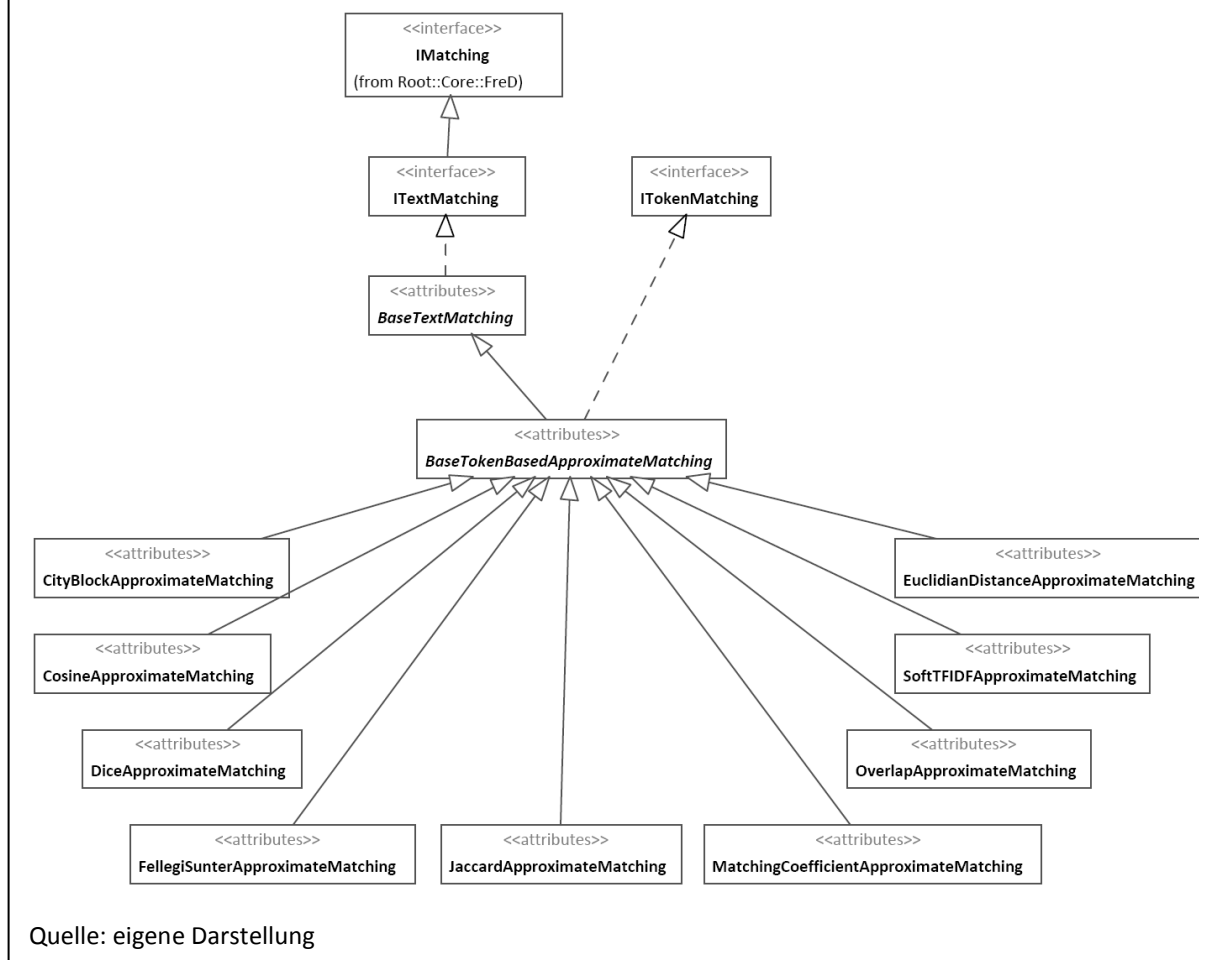 <<interface>>
IMatching
(from Root::Core::FreD)
<<interface>>
ITextMatching
<<interface>>
ITokenMatching
<<attributes>>
BaseTextMatching
<<attributes>>
BaseTokenBasedApproximateMatching
<<attributes>>
CityBlockApproximateMatching
<<attributes>>
EuclidianDistanceApproximateMatching
<<attributes>>
CosineApproximateMatching
<<attributes>>
SoftTFIDFApproximateMatching
<<attributes>>
DiceApproximateMatching
<<attributes>>
OverlapApproximateMatching
<<attributes>>
FellegiSunterApproximateMatching
<<attributes>>
JaccardApproximateMatching
<<attributes>>
MatchingCoefficientApproximateMatching
Quelle: eigene Darstellung